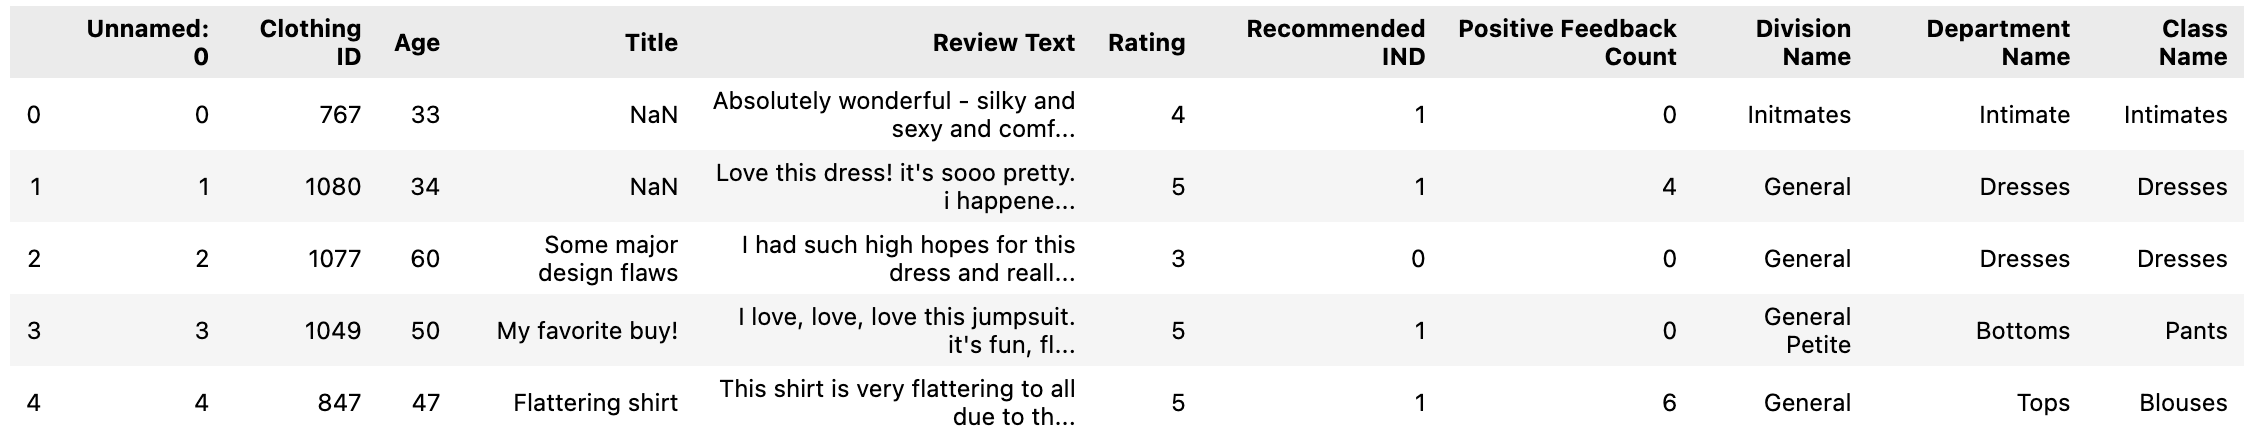 Unnamed: 0 Clothing ID Age Title Review Text Rating Recommended IND Positive Feedback Count Division Name Department Name Class Name
0 0 767 33 NaN Absolutely wonderful - silky and sexy and comf... 4 1 0 Initmates Intimate Intimates
1 1 1080 34 NaN Love this dress! it's sooo pretty. i happene... 5 1 4 General Dresses Dresses
2 2 1077 60 Some major design flaws I had such high hopes for this dress and reall... 3 0 0 General Dresses Dresses
3 3 1049 50 My favorite buy! I love, love, love this jumpsuit. it's fun, fl... 5 1 0 General Petite Bottoms Pants
4 4 847 47 Flattering shirt This shirt is very flattering to all due to th... 5 1 6 General Tops Blouses